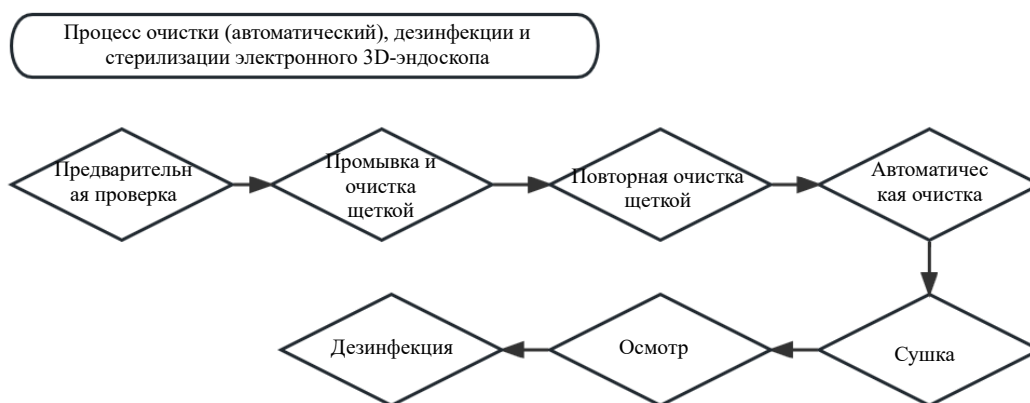 Процесс очистки (автоматический), дезинфекции и
стерилизации электронного 3D-эндоскопа
Предварительн
ая проверка
Промывка и
очистка
щеткой
Повторная очистка
щеткой
Автоматичес
кая очистка
Дезинфекция
Осмотр
Сушка